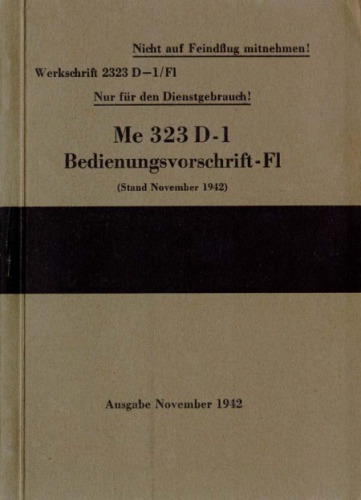 Nicht auf Feindflug mitnehmen!
Werkschrift 2323 D—1/Fl
Nur für den Dienstgebrauch!
Me 323 D-1
Bedienungsvorschrift-Fl
(Stand November 1942)
Ausgabe November 1942